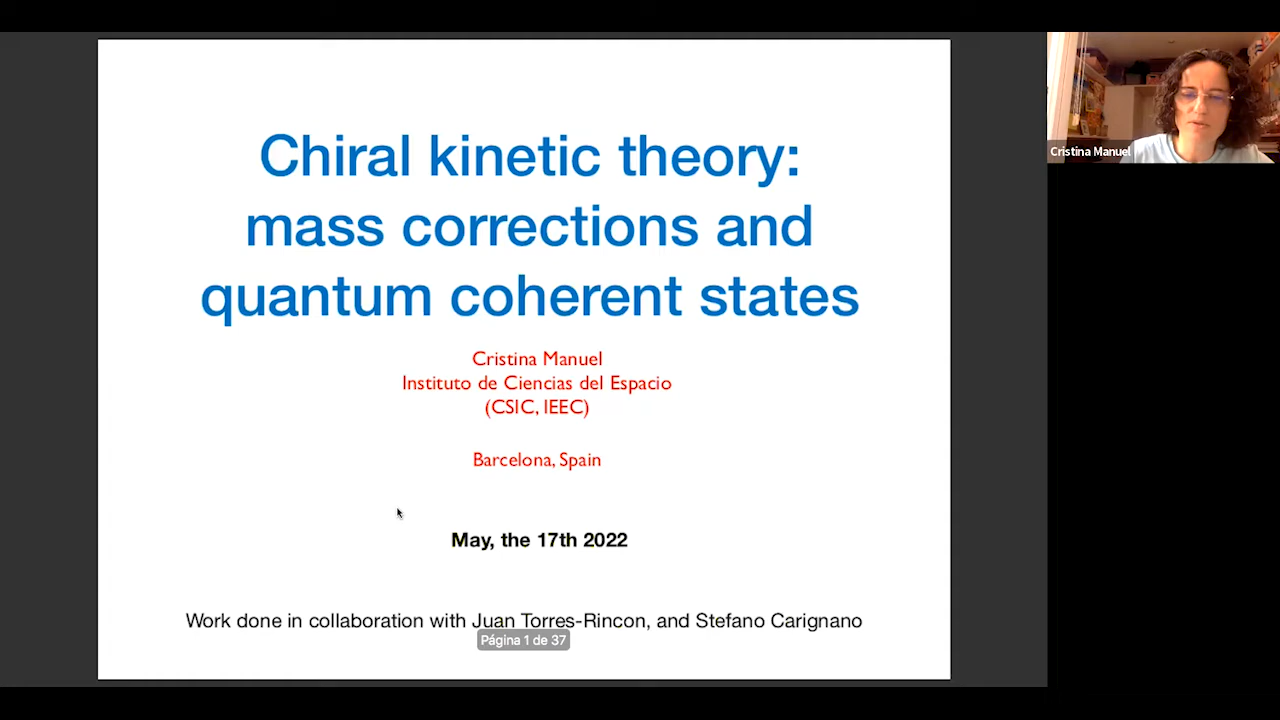 Chiral kinetic theory:
mass corrections and
quantum coherent states
Cristina Manuel
Instituto de Ciencias del Espacio
(CSIC, IEEC)
Barcelona, Spain
May, the 17th 2022
Work done in collaboration with Juan Torres-Rincon, and Stefano Carignano
Página 1 de 37
Cristina Manuel